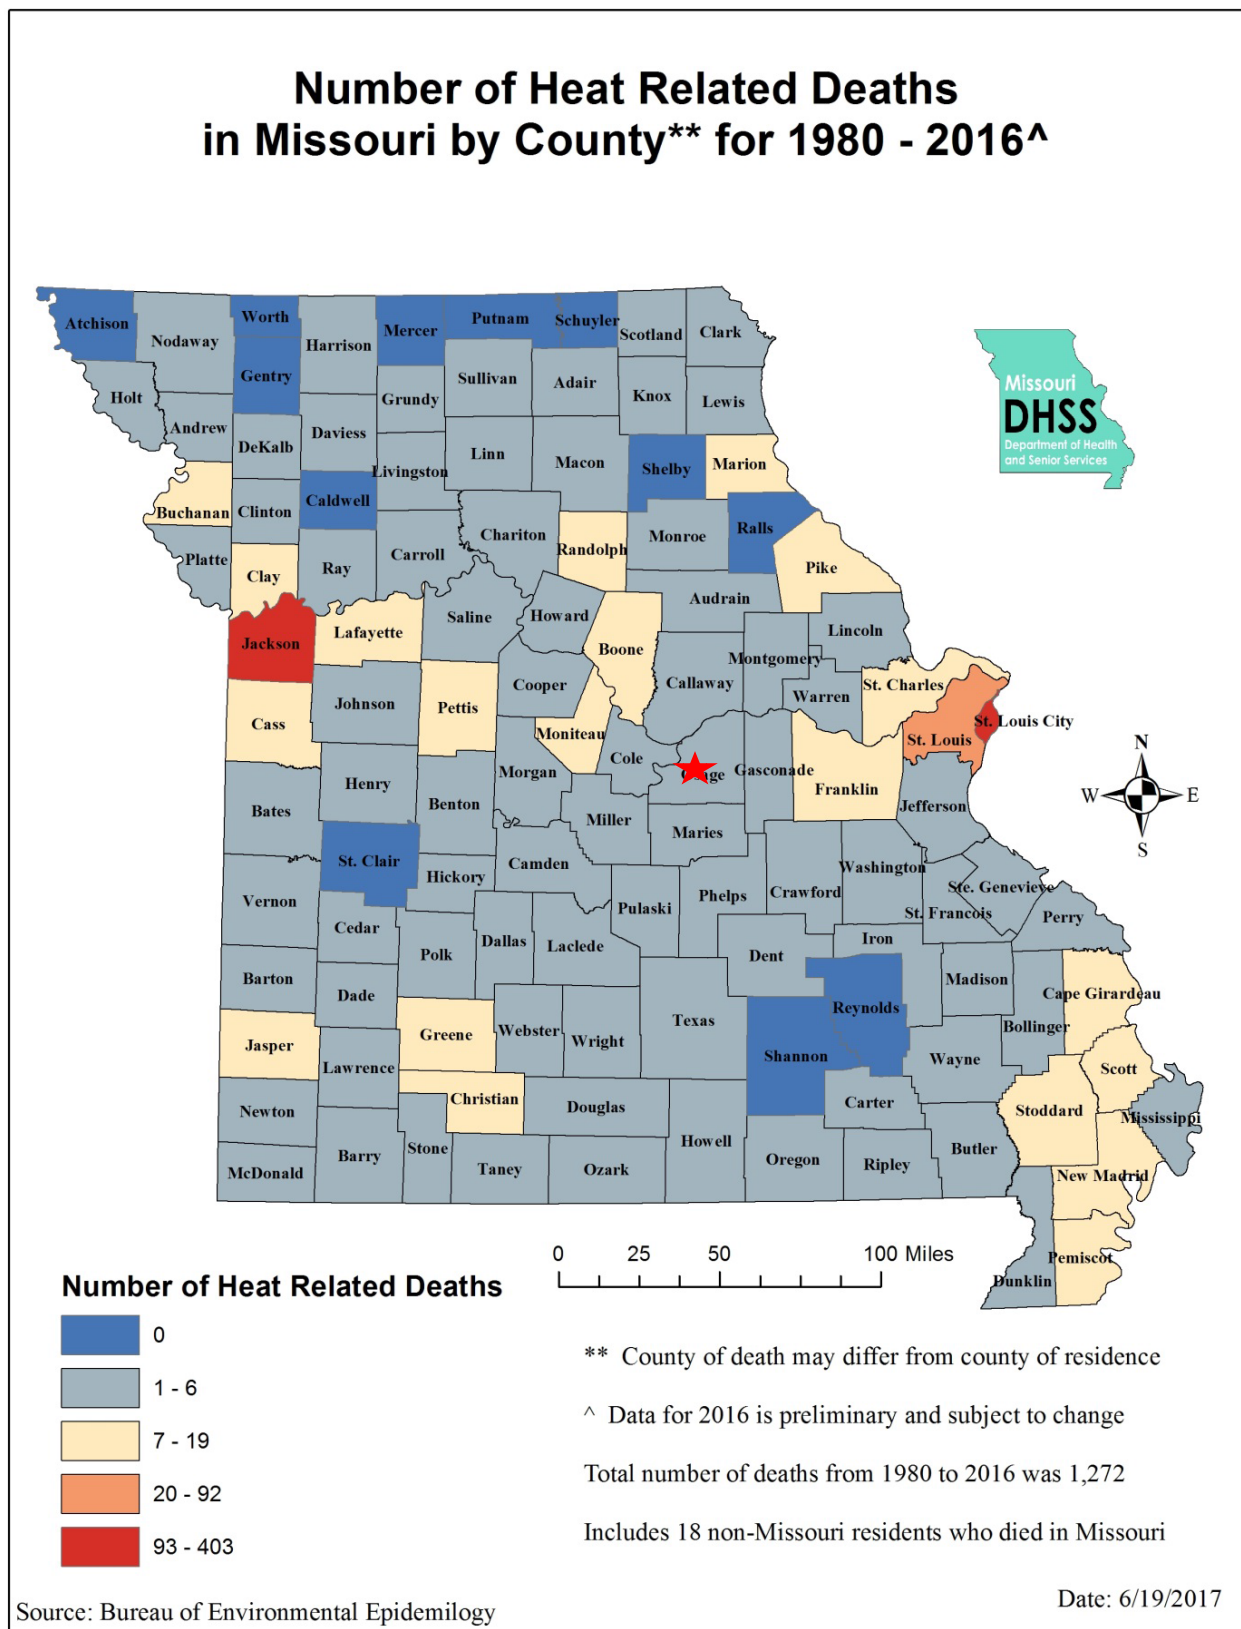 Number of Heat Related Deaths
in Missouri by County** for 1980 - 2016^
Atchison
Nodaway
Worth
Gentry
Harrison
Mercer
Putnam
Schuyler
Scotland
Clark
Holt
Andrew
DeKalb
Daviess
Grundy
Sullivan
Adair
Knox
Lewis
Livingston
Linn
Macon
Shelby
Marion
Buchanan
Clinton
Caldwell
Platte
Clay
Ray
Carroll
Chariton
Randolph
Monroe
Ralls
Pike
Audrain
Jackson
Lafayette
Saline
Howard
Boone
Callaway
Montgomery
Lincoln
Warren
St. Charles
St. Louis
St. Louis City
Cass
Johnson
Pettis
Cooper
Moniteau
Cole
Gasconade
Franklin
Jefferson
Bates
Henry
Benton
Morgan
Miller
Maries
St. Clair
Hickory
Camden
Pulaski
Phelps
Crawford
Washington
St. Francois
Ste. Genevieve
Perry
Vernon
Cedar
Polk
Dallas
Laclede
Dent
Iron
Madison
Bollinger
Cape Girardeau
Barton
Dade
Greene
Webster
Wright
Texas
Shannon
Reynolds
Wayne
Scott
Mississippi
Stoddard
Jasper
Lawrence
Christian
Douglas
Howell
Carter
Butler
New Madrid
Newton
McDonald
Barry
Stone
Taney
Ozark
Oregon
Ripley
Dunklin
Pemiscot
Missouri
DHSS
Department of Health
and Senior Services
N
W E
S
0 25 50 100 Miles
Number of Heat Related Deaths
0
1 - 6
7 - 19
20 - 92
93 - 403
** County of death may differ from county of residence
^ Data for 2016 is preliminary and subject to change
Total number of deaths from 1980 to 2016 was 1,272
Includes 18 non-Missouri residents who died in Missouri
Source: Bureau of Environmental Epidemilogy
Date: 6/19/2017